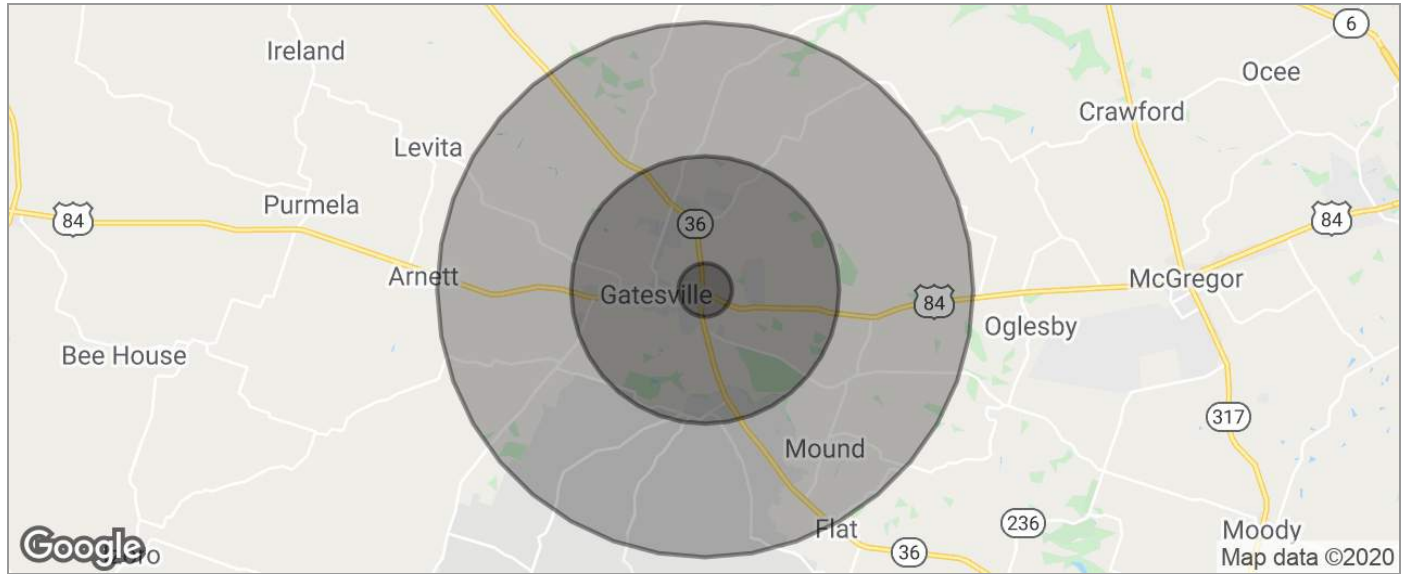 6
Ireland
Ocee
Crawford
Levita
Purmela
84
36
84
Arnett
Gatesville
McGregor
84
Oglesby
Bee House
317
Mound
Flat
236
Moody
36
Google
Map data ©2020